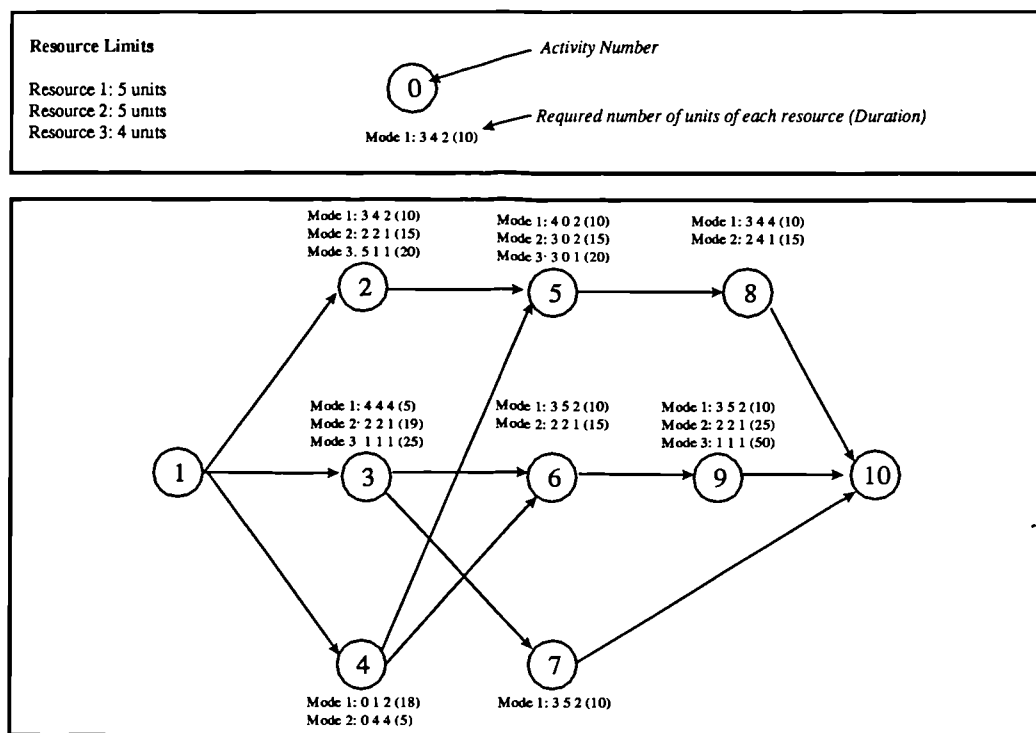 Resource Limits
Activity Number
Resource 1: 5 units
Resource 2: 5 units
Resource 3: 4 units
0
Required number of units of each resource (Duration)
Mode 1: 3 4 2 (10)
Mode 1: 3 4 2 (10)
Mode 2: 2 2 1 (15)
Mode 3. 5 1 1 (20)
Mode 1: 4 0 2 (10)
Mode 2: 3 0 2 (15)
Mode 3· 3 0 1 (20)
Mode 1: 3 4 4 (10)
Mode 2: 2 4 1 (15)
2
5
8
Mode 1: 4 4 4 (5)
Mode 2· 2 2 1 (19)
Mode 3 1 1 1 (25)
Mode 1: 3 5 2 (10)
Mode 2: 2 2 1 (15)
Mode 1: 3 5 2 (10)
Mode 2: 2 2 1 (25)
Mode 3: 1 1 1 (50)
1
3
6
9
10
4
7
Mode 1: 0 1 2 (18)
Mode 2: 0 4 4 (5)
Mode 1: 3 5 2 (10)